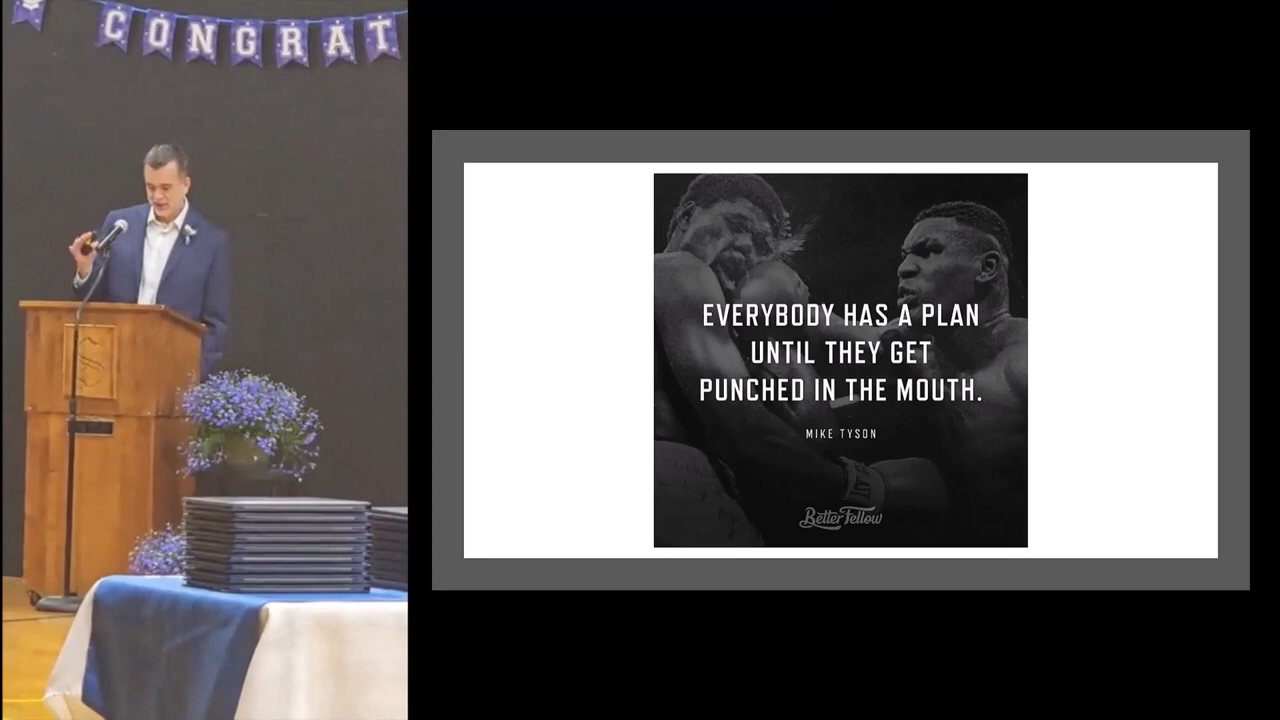 CONGRAT
S
EVERYBODY HAS A PLAN
UNTIL THEY GET
PUNCHED IN THE MOUTH.
MIKE TYSON
BetterFellow